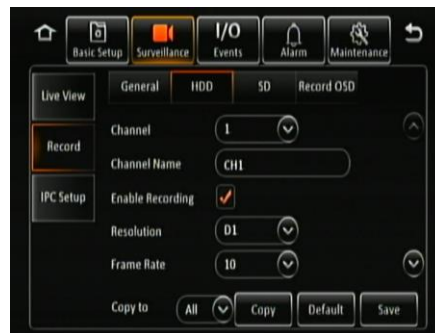 I/O
Basic Setup Surveillance Events Alarm Maintenance
Live View General HDD SD Record OSD
Channel 1
Record
Channel Name CH1
IPC Setup Enable Recording
Resolution D1
Frame Rate 10
Copy to All Copy Default Save